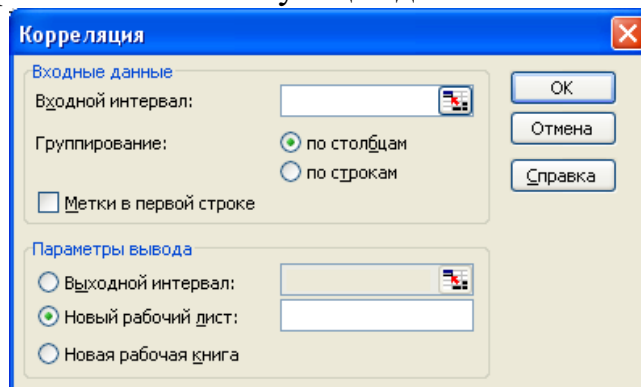 Корреляция
Входные данные
Входной интервал:
Группирование:
по столбцам
по строкам
Метки в первой строке
Параметры вывода
Выходной интервал:
Новый рабочий лист:
Новая рабочая книга
ОК
Отмена
Справка